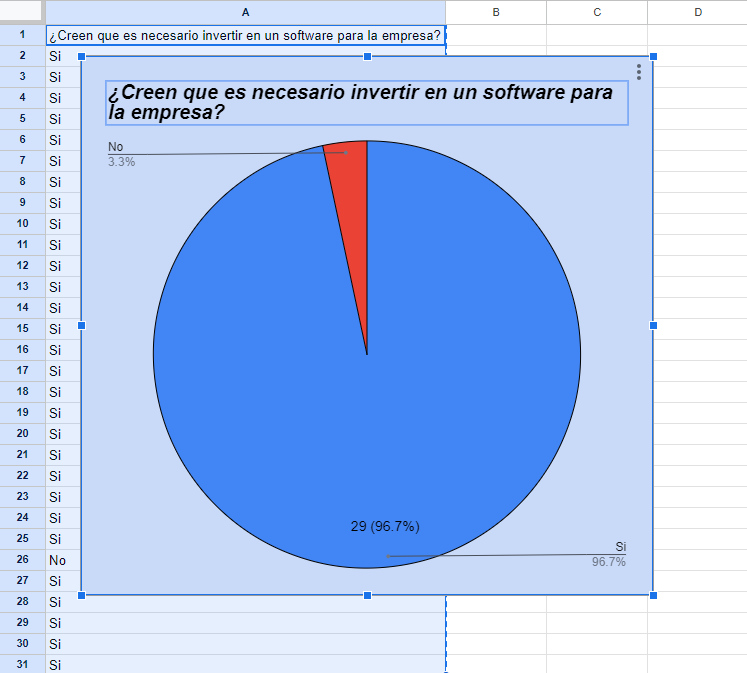 A B C D
1 ¿Creen que es necesario invertir en un software para la empresa?
2 Si
3 Si
4 Si
5 Si
6 Si
7 Si
8 Si
9 Si
10 Si
11 Si
12 Si
13 Si
14 Si
15 Si
16 Si
17 Si
18 Si
19 Si
20 Si
21 Si
22 Si
23 Si
24 Si
25 Si
26 No
27 Si
28 Si
29 Si
30 Si
31 Si
¿Creen que es necesario invertir en un software para
la empresa?
No
3.3%
29 (96.7%)
Si
96.7%